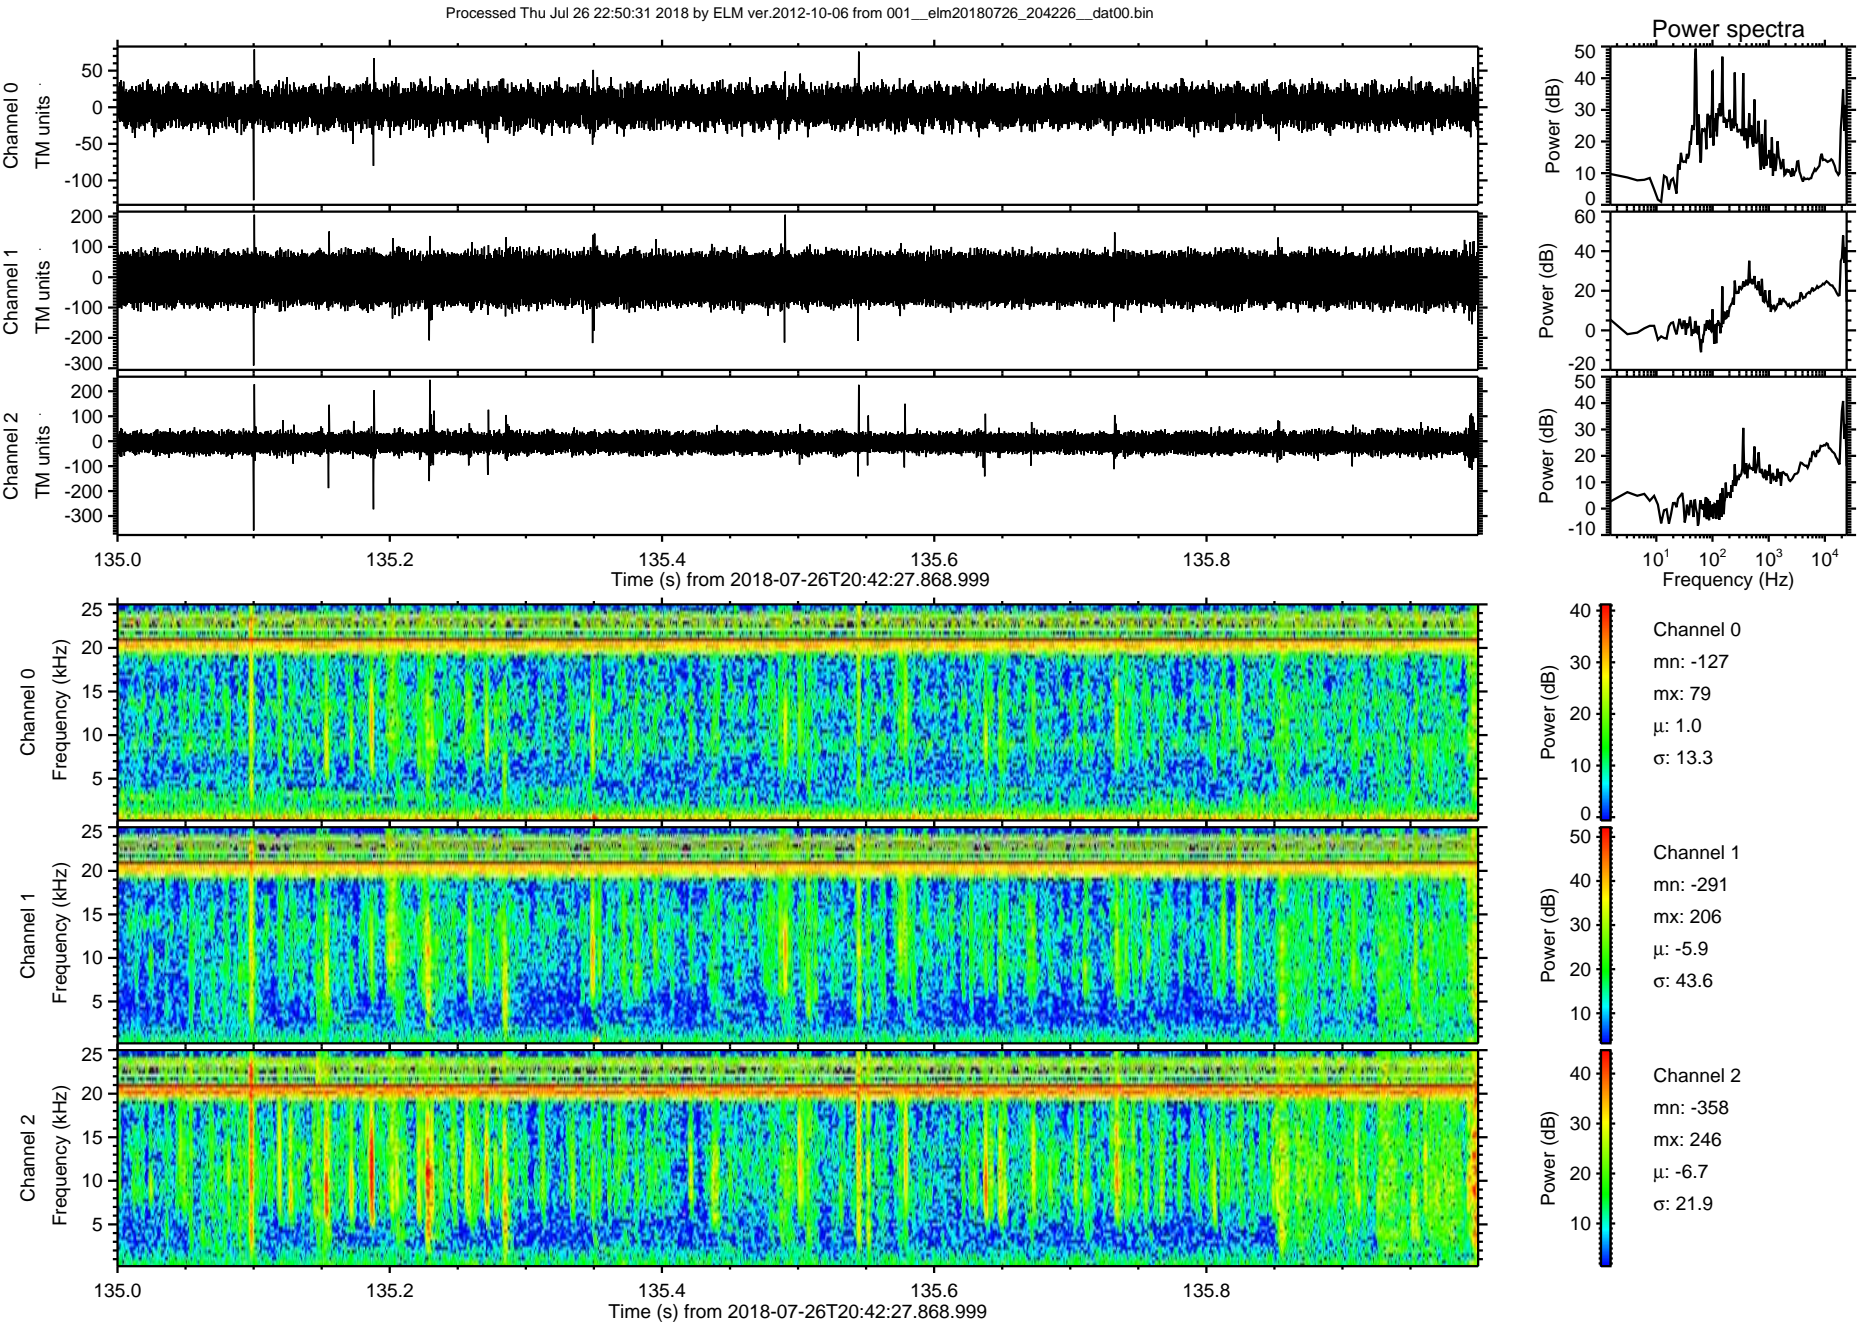 Processed Thu Jul 26 22:50:31 2018 by ELM ver.2012-10-06 from 001__elm20180726_204226__dat00.bin
Power spectra
Channel 0
TM units
50
0
-50
-100
Power (dB)
50
40
30
20
10
0
Channel 1
TM units
200
100
0
-100
-200
-300
Power (dB)
60
40
20
0
-20
Channel 2
TM units
200
100
0
-100
-200
-300
Power (dB)
50
40
30
20
10
0
-10
135.0 135.2 135.4 135.6 135.8
Time (s) from 2018-07-26T20:42:27.868.999
10¹ 10² 10³ 10⁴
Frequency (Hz)
Channel 0
Frequency (kHz)
25
20
15
10
5
Power (dB)
40
30
20
10
0
Channel 0
mn: -127
mx: 79
μ: 1.0
σ: 13.3
Channel 1
Frequency (kHz)
25
20
15
10
5
Power (dB)
50
40
30
20
10
Channel 1
mn: -291
mx: 206
μ: -5.9
σ: 43.6
Channel 2
Frequency (kHz)
25
20
15
10
5
Power (dB)
40
30
20
10
Channel 2
mn: -358
mx: 246
μ: -6.7
σ: 21.9
135.0 135.2 135.4 135.6 135.8
Time (s) from 2018-07-26T20:42:27.868.999